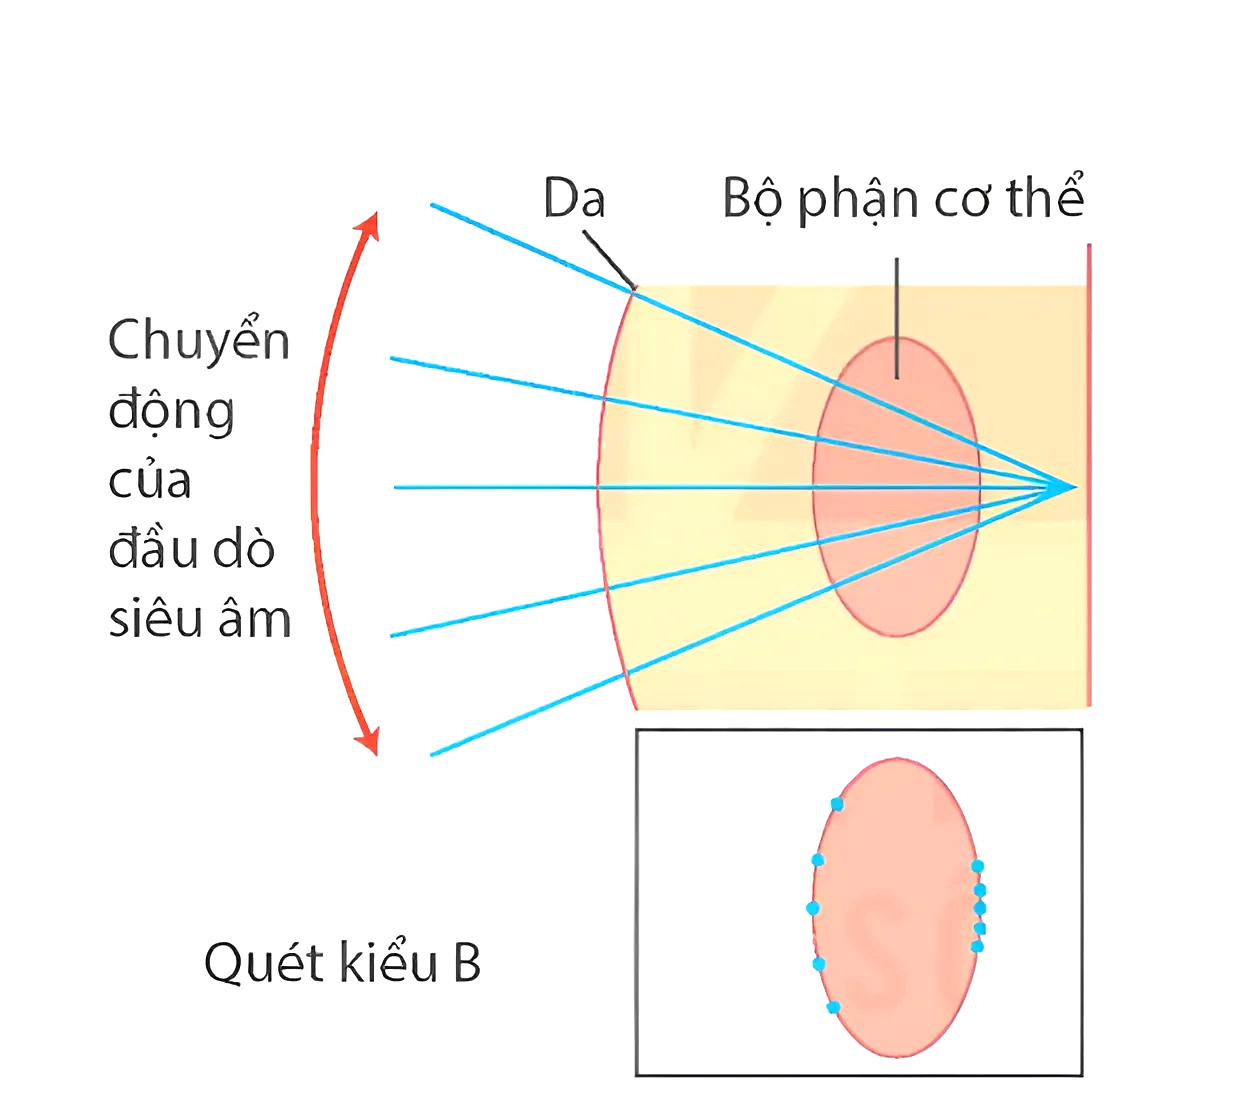 Da
Bộ phận cơ thể
Chuyển
động
của
đầu dò
siêu âm
Quét kiểu B